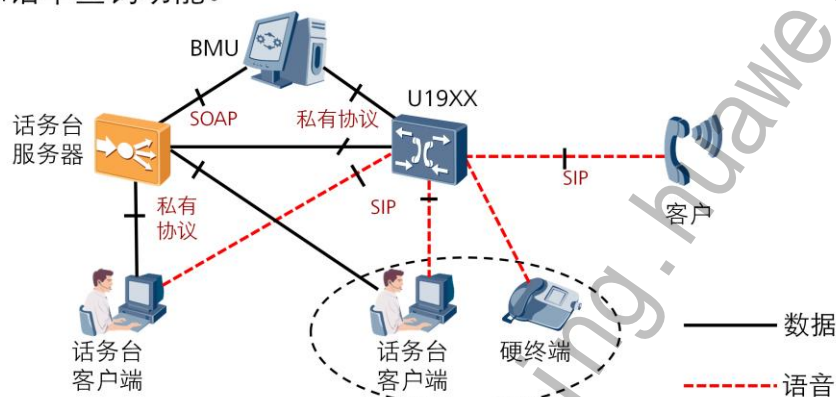 BMU
U19XX
SOAP
私有协议
话务台
服务器
SIP
SIP
客户
私有
协议
话务台
客户端
话务台
客户端
硬终端
数据
语音
ing.huawe